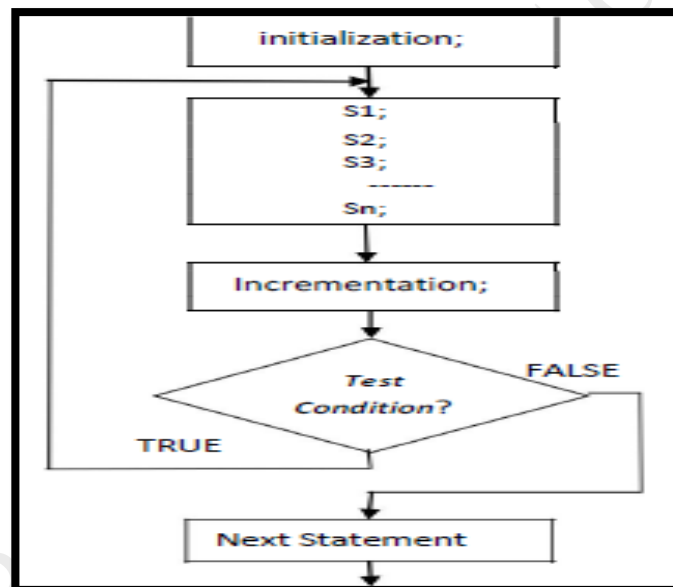 initialization;
S1;
S2;
S3;
------
Sn;
Incrementation;
Test
Condition?
FALSE
TRUE
Next Statement